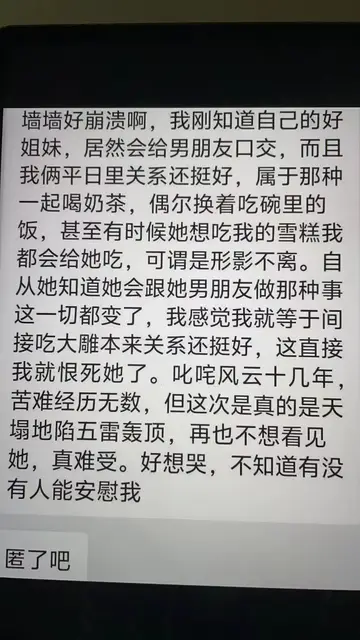 墙墙好崩溃啊，我刚知道自己的好
姐妹，居然会给男朋友口交，而且
我俩平日里关系还挺好，属于那种
一起喝奶茶，偶尔换着吃碗里的
饭，甚至有时候她想吃我的雪糕我
都会给她吃，可谓是形影不离。自
从她知道她会跟她男朋友做那种事
这一切都变了，我感觉我就等于间
接吃大雕本来关系还挺好，这直接
我就恨死她了。叱咤风云十几年，
苦难经历无数，但这次是真的是天
塌地陷五雷轰顶，再也不想看见
她，真难受。好想哭，不知道有没
有人能安慰我
匿了吧